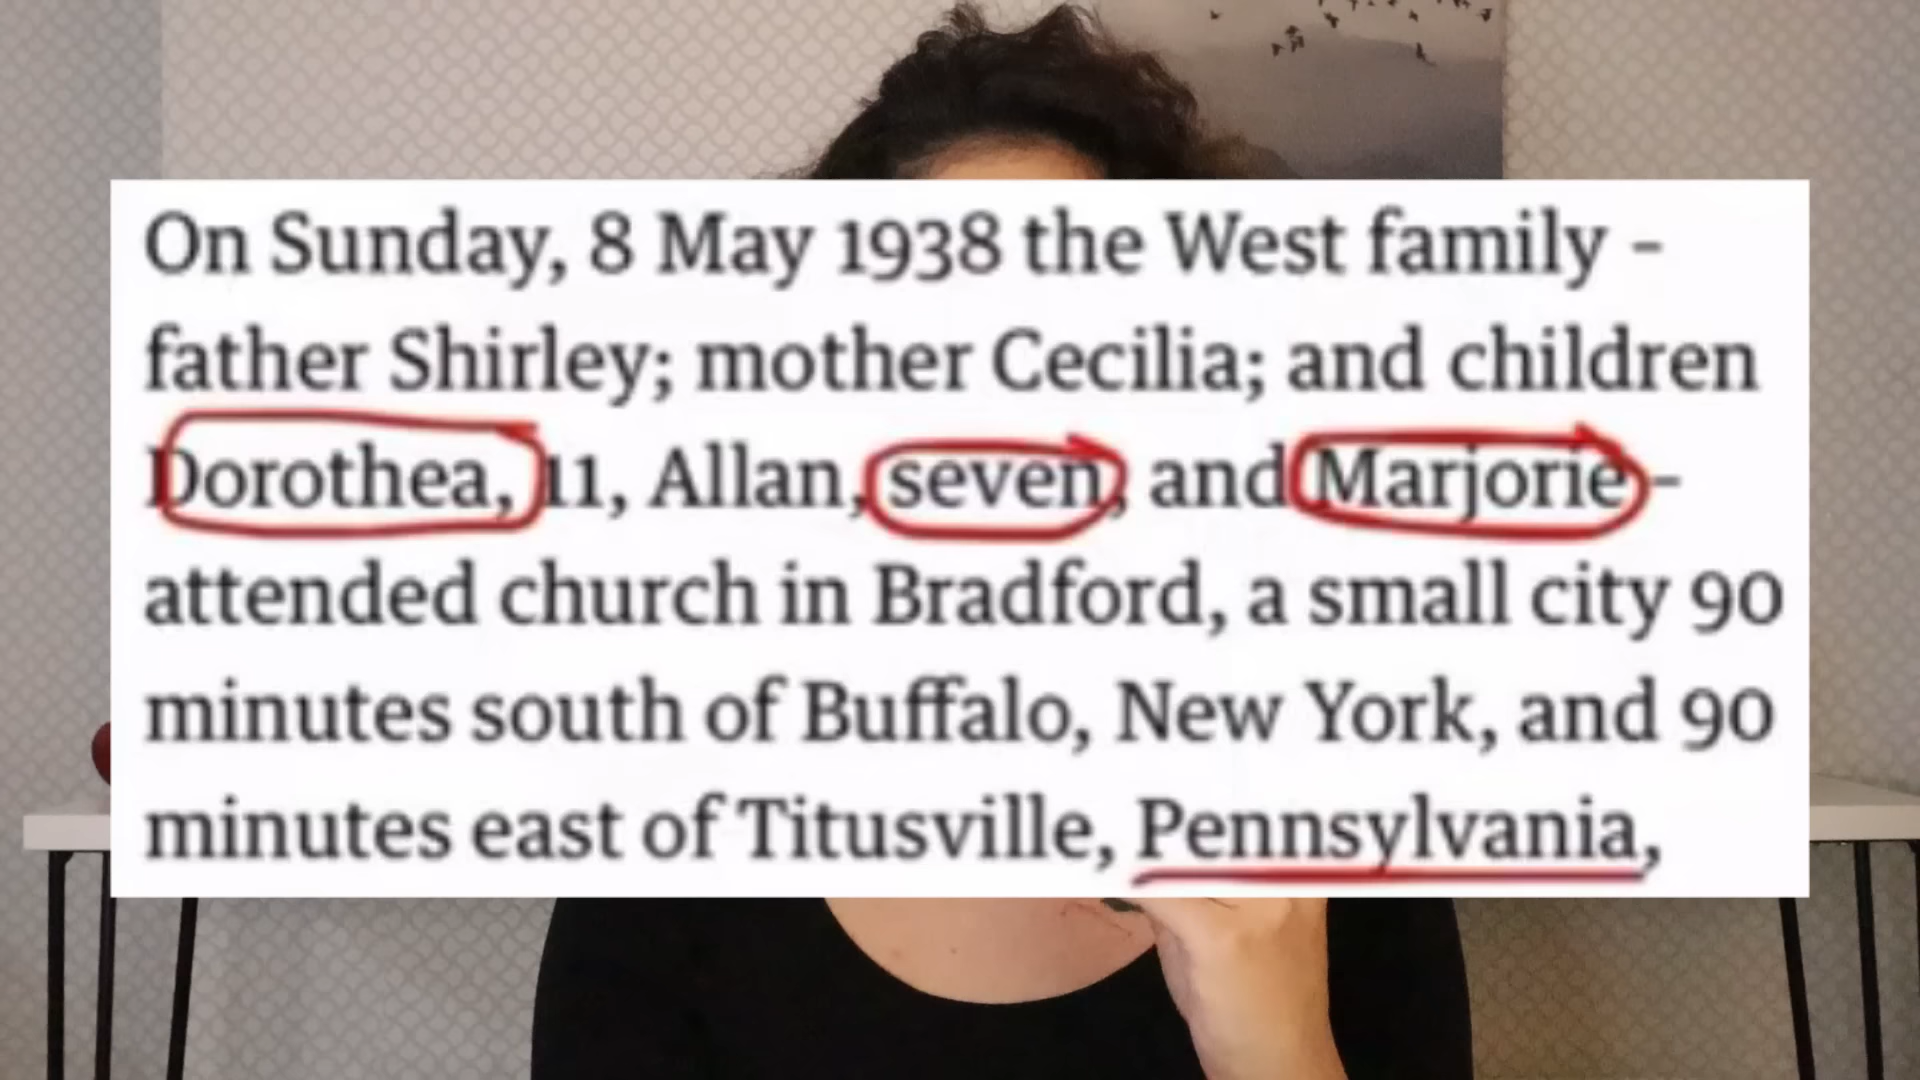 On Sunday, 8 May 1938 the West family -
father Shirley; mother Cecilia; and children
Dorothea, 11, Allan, seven, and Marjorie -
attended church in Bradford, a small city 90
minutes south of Buffalo, New York, and 90
minutes east of Titusville, Pennsylvania,